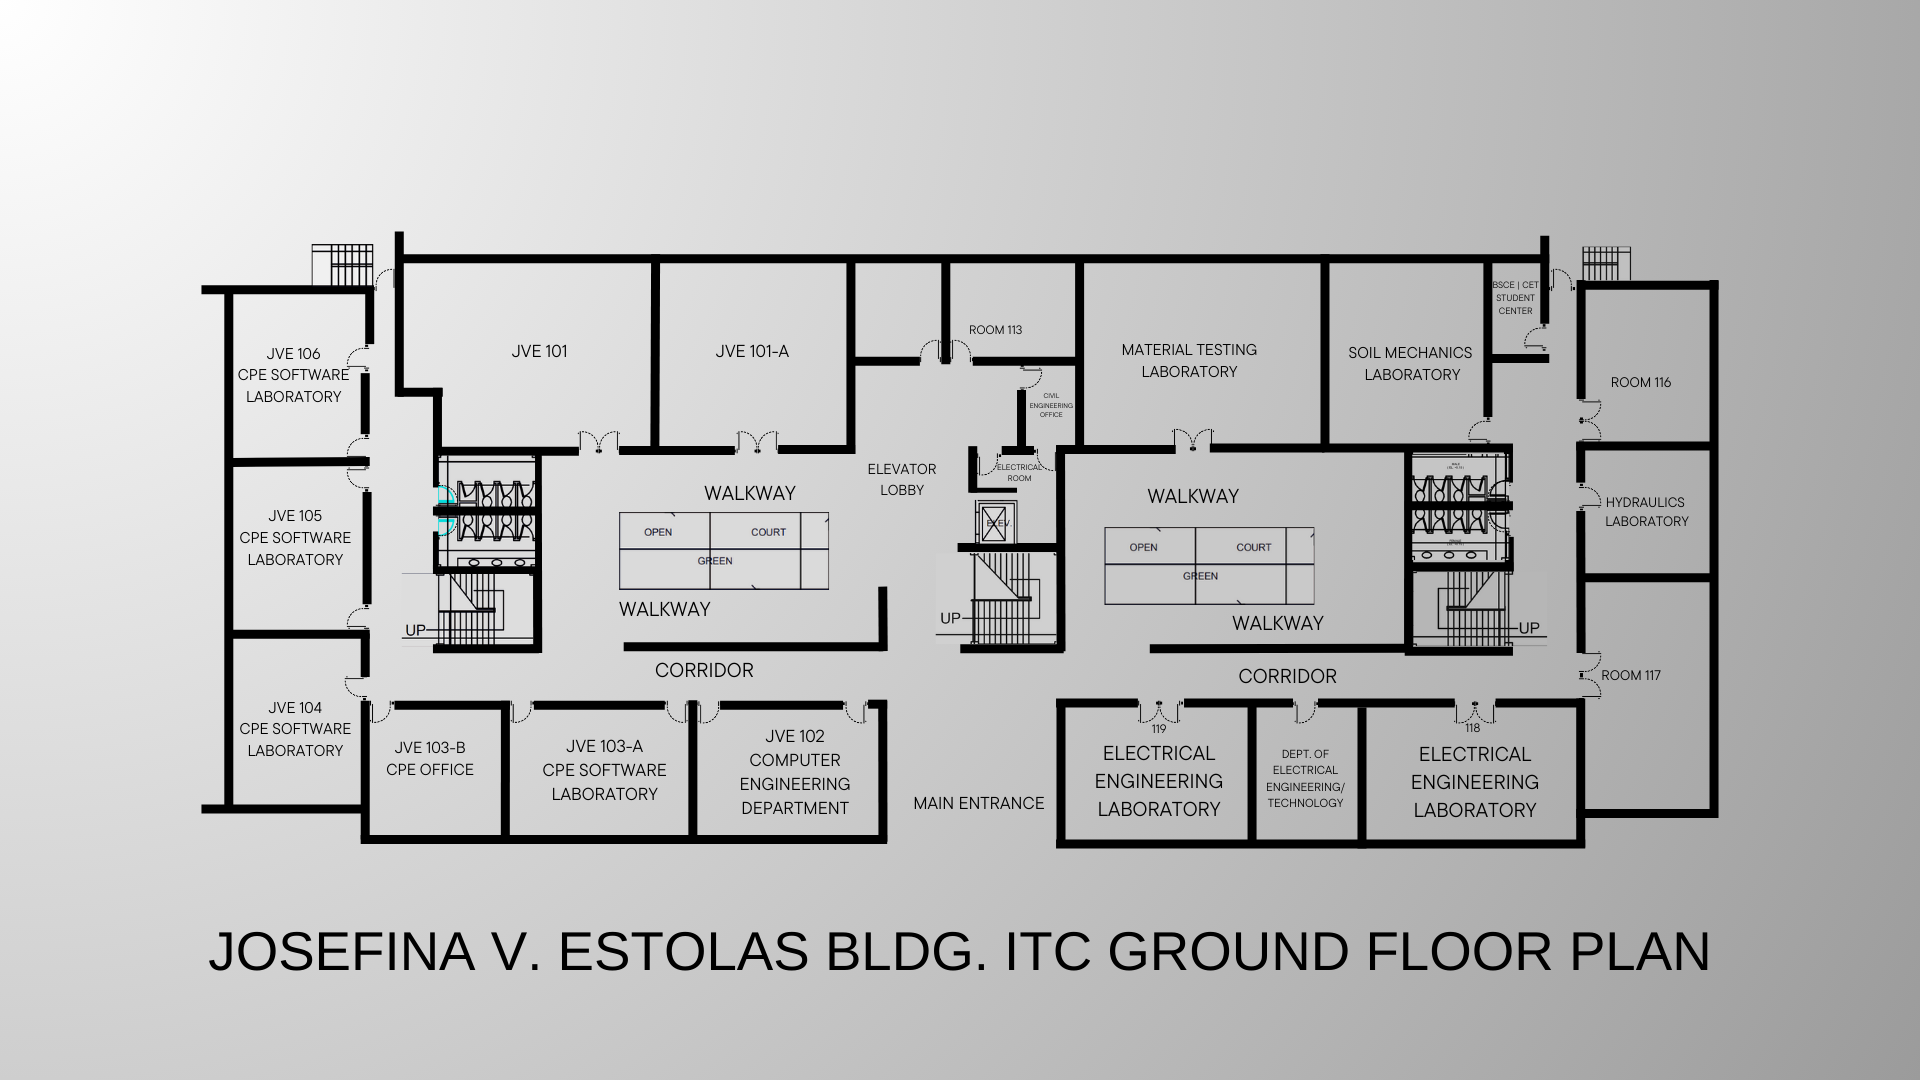 BSCE | CET
STUDENT
CENTER
ROOM 113
JVE 106
CPE SOFTWARE
LABORATORY
JVE 101
JVE 101-A
MATERIAL TESTING
LABORATORY
SOIL MECHANICS
LABORATORY
ROOM 116
CIVIL
ENGINEERING
OFFICE
ELEVATOR
LOBBY
ELECTRICAL
ROOM
WALKWAY
WALKWAY
HYDRAULICS
LABORATORY
JVE 105
CPE SOFTWARE
LABORATORY
OPEN COURT
GREEN
ELEV.
OPEN COURT
GREEN
WALKWAY
WALKWAY
UP
UP
UP
CORRIDOR
CORRIDOR
ROOM 117
JVE 104
CPE SOFTWARE
LABORATORY
JVE 103-B
CPE OFFICE
JVE 103-A
CPE SOFTWARE
LABORATORY
JVE 102
COMPUTER
ENGINEERING
DEPARTMENT
MAIN ENTRANCE
119
ELECTRICAL
ENGINEERING
LABORATORY
DEPT. OF
ELECTRICAL
ENGINEERING/
TECHNOLOGY
118
ELECTRICAL
ENGINEERING
LABORATORY
JOSEFINA V. ESTOLAS BLDG. ITC GROUND FLOOR PLAN